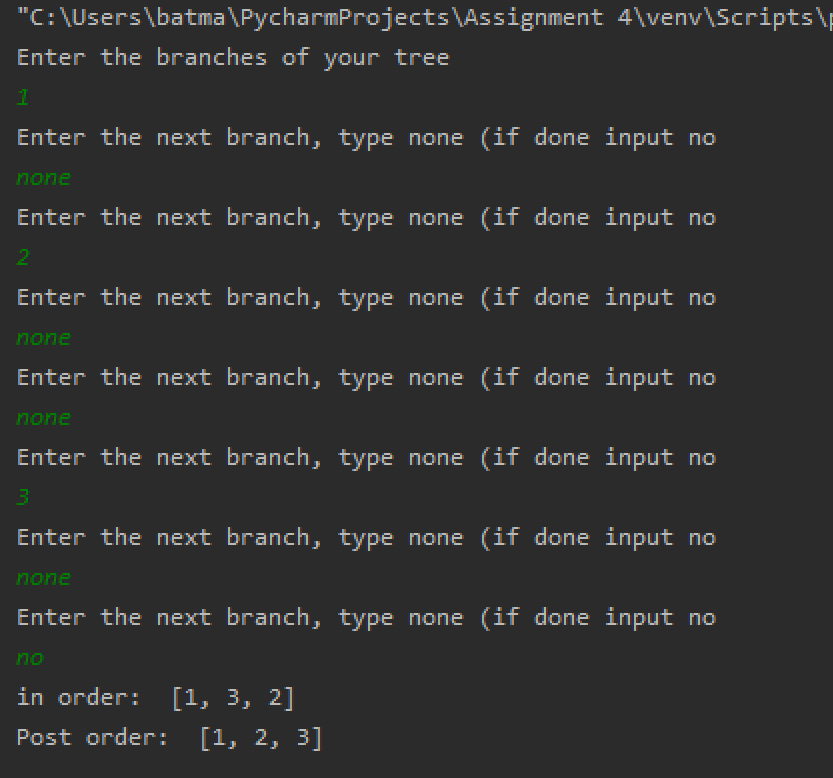 "C:\Users\batma\PycharmProjects\Assignment 4\venv\Scripts\p
Enter the branches of your tree
1
Enter the next branch, type none (if done input no
none
Enter the next branch, type none (if done input no
2
Enter the next branch, type none (if done input no
none
Enter the next branch, type none (if done input no
none
Enter the next branch, type none (if done input no
3
Enter the next branch, type none (if done input no
none
Enter the next branch, type none (if done input no
no
in order:  [1, 3, 2]
Post order:  [1, 2, 3]